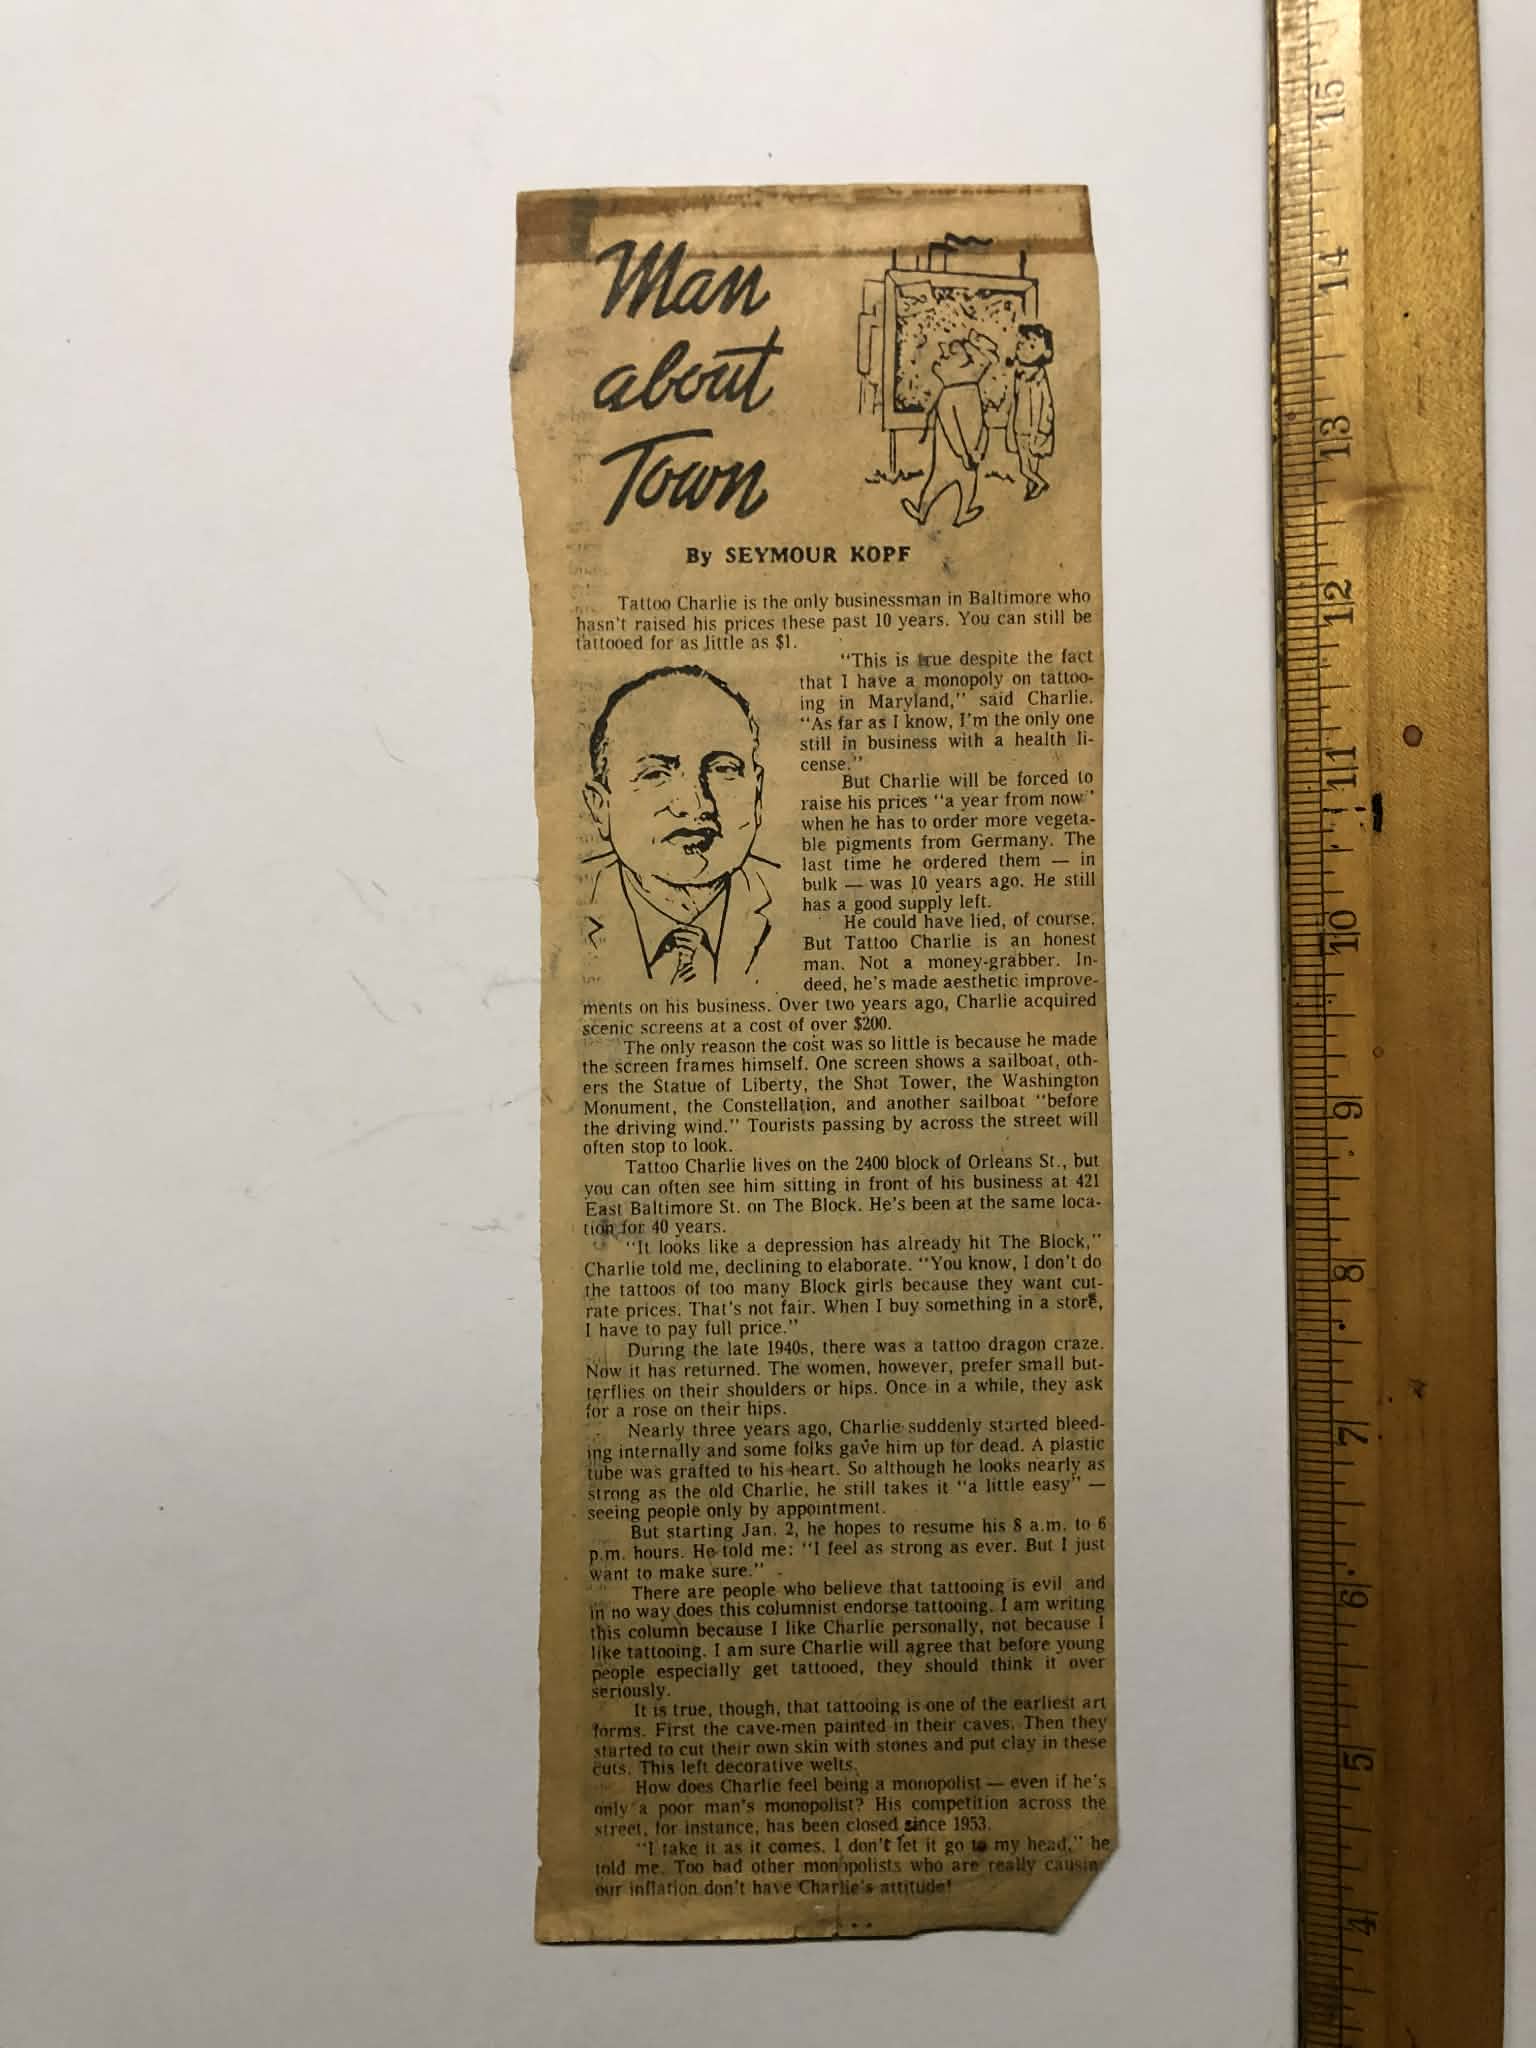 Man
about
Town
By SEYMOUR KOPF
Tattoo Charlie is the only businessman in Baltimore who
hasn't raised his prices these past 10 years. You can still be
tattooed for as little as $1.
"This is true despite the fact
that I have a monopoly on tattoo-
ing in Maryland," said Charlie.
"As far as I know, I'm the only one
still in business with a health li-
cense."
But Charlie will be forced to
raise his prices "a year from now"
when he has to order more vegeta-
ble pigments from Germany. The
last time he ordered them — in
bulk — was 10 years ago. He still
has a good supply left.
He could have lied, of course.
But Tattoo Charlie is an honest
man. Not a money-grabber. In-
deed, he's made aesthetic improve-
ments on his business. Over two years ago, Charlie acquired
scenic screens at a cost of over $200.
The only reason the cost was so little is because he made
the screen frames himself. One screen shows a sailboat, oth-
ers the Statue of Liberty, the Shot Tower, the Washington
Monument, the Constellation, and another sailboat "before
the driving wind." Tourists passing by across the street will
often stop to look.
Tattoo Charlie lives on the 2400 block of Orleans St., but
you can often see him sitting in front of his business at 421
East Baltimore St. on The Block. He's been at the same loca-
tion for 40 years.
"It looks like a depression has already hit The Block,"
Charlie told me, declining to elaborate. "You know, I don't do
the tattoos of too many Block girls because they want cut-
rate prices. That's not fair. When I buy something in a store,
I have to pay full price."
During the late 1940s, there was a tattoo dragon craze.
Now it has returned. The women, however, prefer small but-
terflies on their shoulders or hips. Once in a while, they ask
for a rose on their hips.
Nearly three years ago, Charlie suddenly started bleed-
ing internally and some folks gave him up for dead. A plastic
tube was grafted to his heart. So although he looks nearly as
strong as the old Charlie, he still takes it "a little easy" —
seeing people only by appointment.
But starting Jan. 2, he hopes to resume his 8 a.m. to 6
p.m. hours. He told me: "I feel as strong as ever. But I just
want to make sure."
There are people who believe that tattooing is evil and
in no way does this columnist endorse tattooing. I am writing
this column because I like Charlie personally, not because I
like tattooing. I am sure Charlie will agree that before young
people especially get tattooed, they should think it over
seriously.
It is true, though, that tattooing is one of the earliest art
forms. First the cave-men painted in their caves. Then they
started to cut their own skin with stones and put clay in these
cuts. This left decorative welts.
How does Charlie feel being a monopolist — even if he's
only a poor man's monopolist? His competition across the
street, for instance, has been closed since 1953.
"I take it as it comes. I don't let it go to my head," he
told me. Too bad other monopolists who are really causing
our inflation don't have Charlie's attitude!
15
14
13
12
11
10
9
8
7
6
5
4